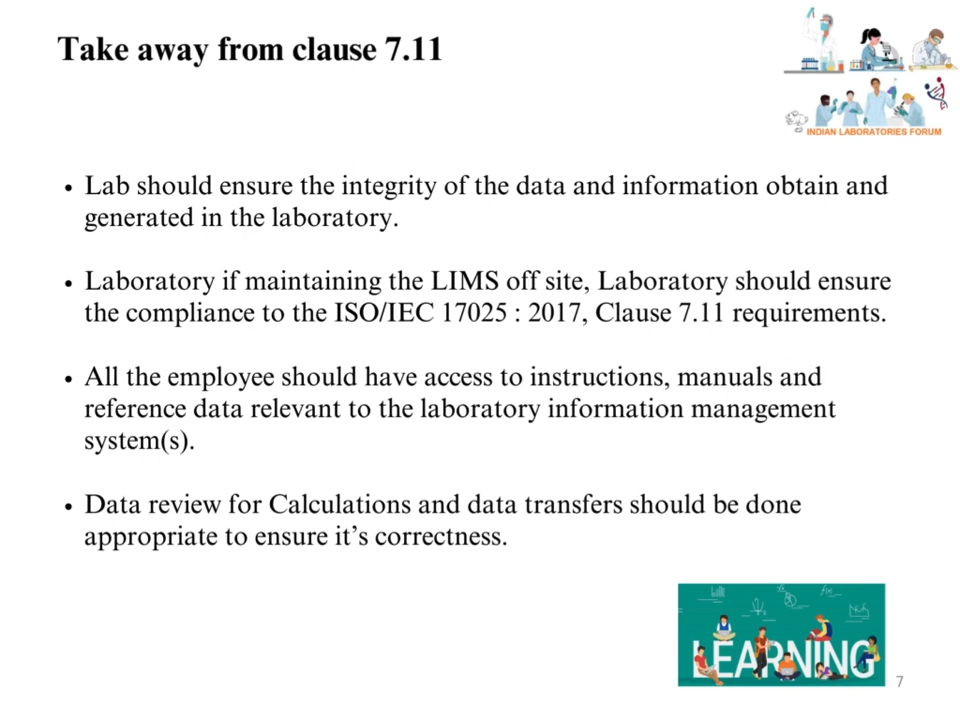 Take away from clause 7.11
INDIAN LABORATORIES FORUM
• Lab should ensure the integrity of the data and information obtain and
generated in the laboratory.
• Laboratory if maintaining the LIMS off site, Laboratory should ensure
the compliance to the ISO/IEC 17025 : 2017, Clause 7.11 requirements.
• All the employee should have access to instructions, manuals and
reference data relevant to the laboratory information management
system(s).
• Data review for Calculations and data transfers should be done
appropriate to ensure it’s correctness.
LEARNING
7